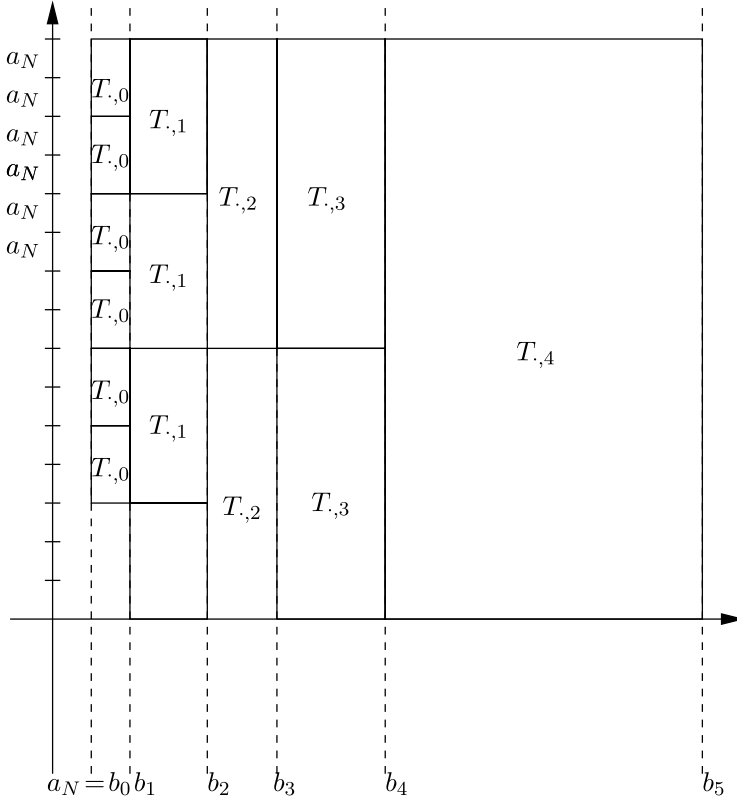 a_N
T_{·,0}
a_N
T_{·,1}
a_N
T_{·,0}
a_N
T_{·,2} T_{·,3}
a_N
T_{·,0}
a_N
T_{·,1}
T_{·,0}
T_{·,4}
T_{·,0}
T_{·,1}
T_{·,0}
T_{·,2} T_{·,3}
a_N = b_0 b_1 b_2 b_3 b_4 b_5